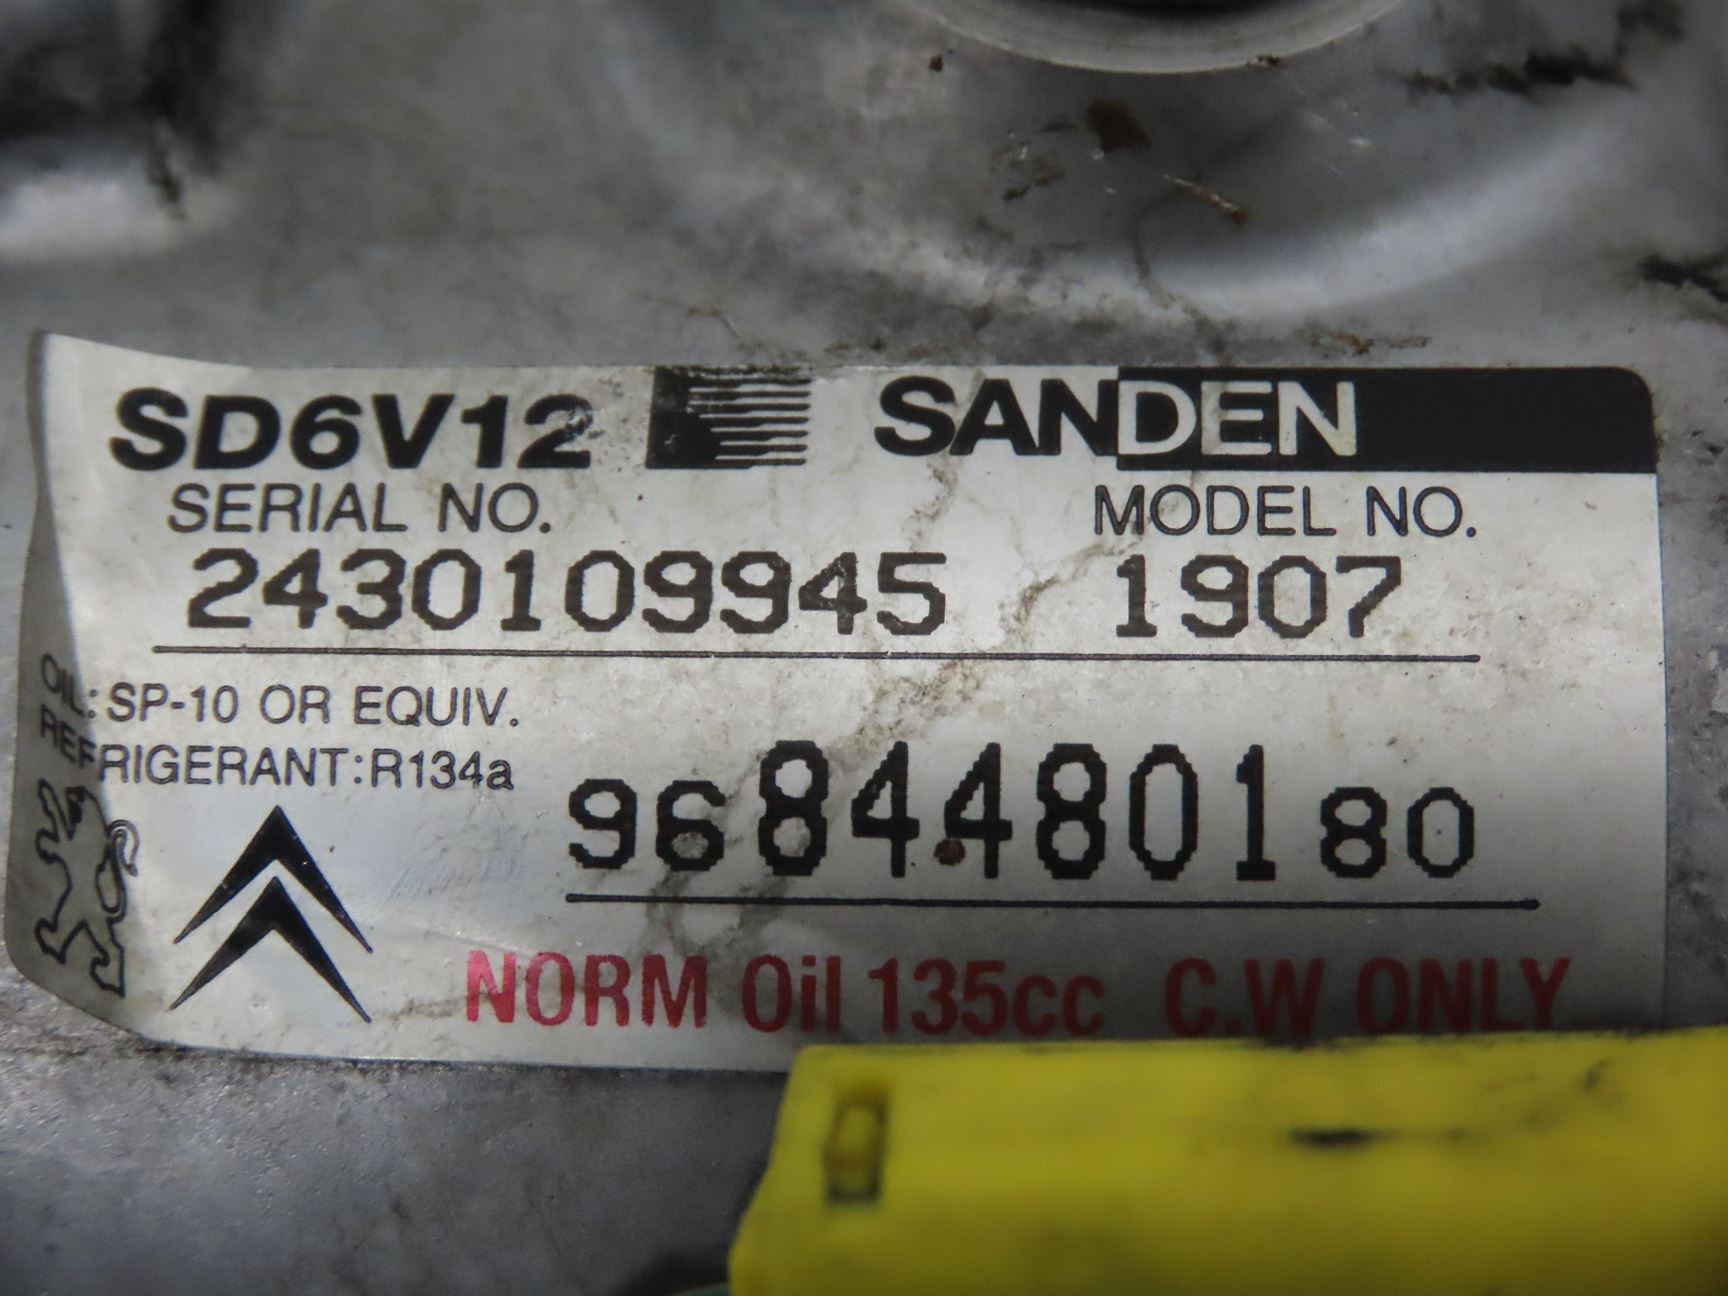 SD6V12 SANDEN
SERIAL NO. MODEL NO.
2430109945 1907
OIL: SP-10 OR EQUIV.
REFRIGERANT: R134a
9684480180
NORM Oil 135cc C.W ONLY